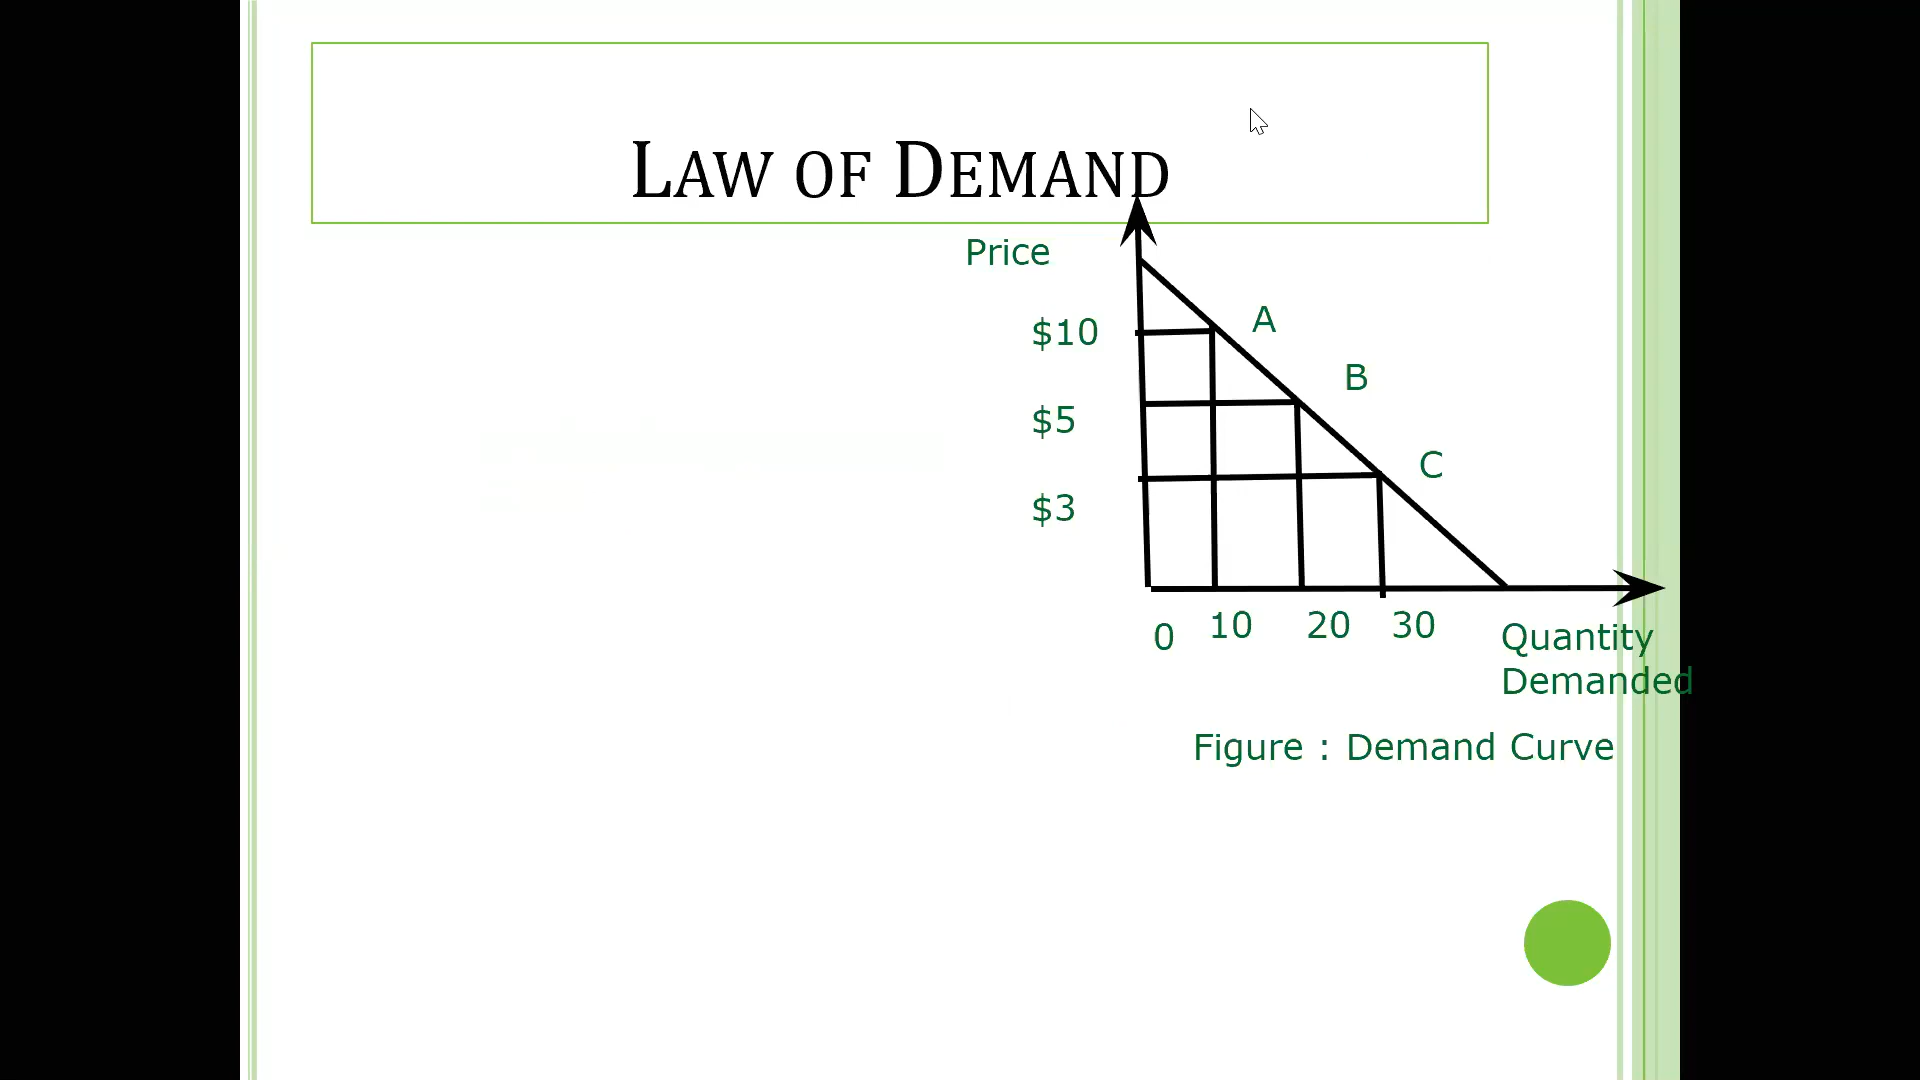 LAW OF DEMAND
Price
$10
A
B
$5
C
$3
0
10
20
30
Quantity
Demanded
Figure : Demand Curve